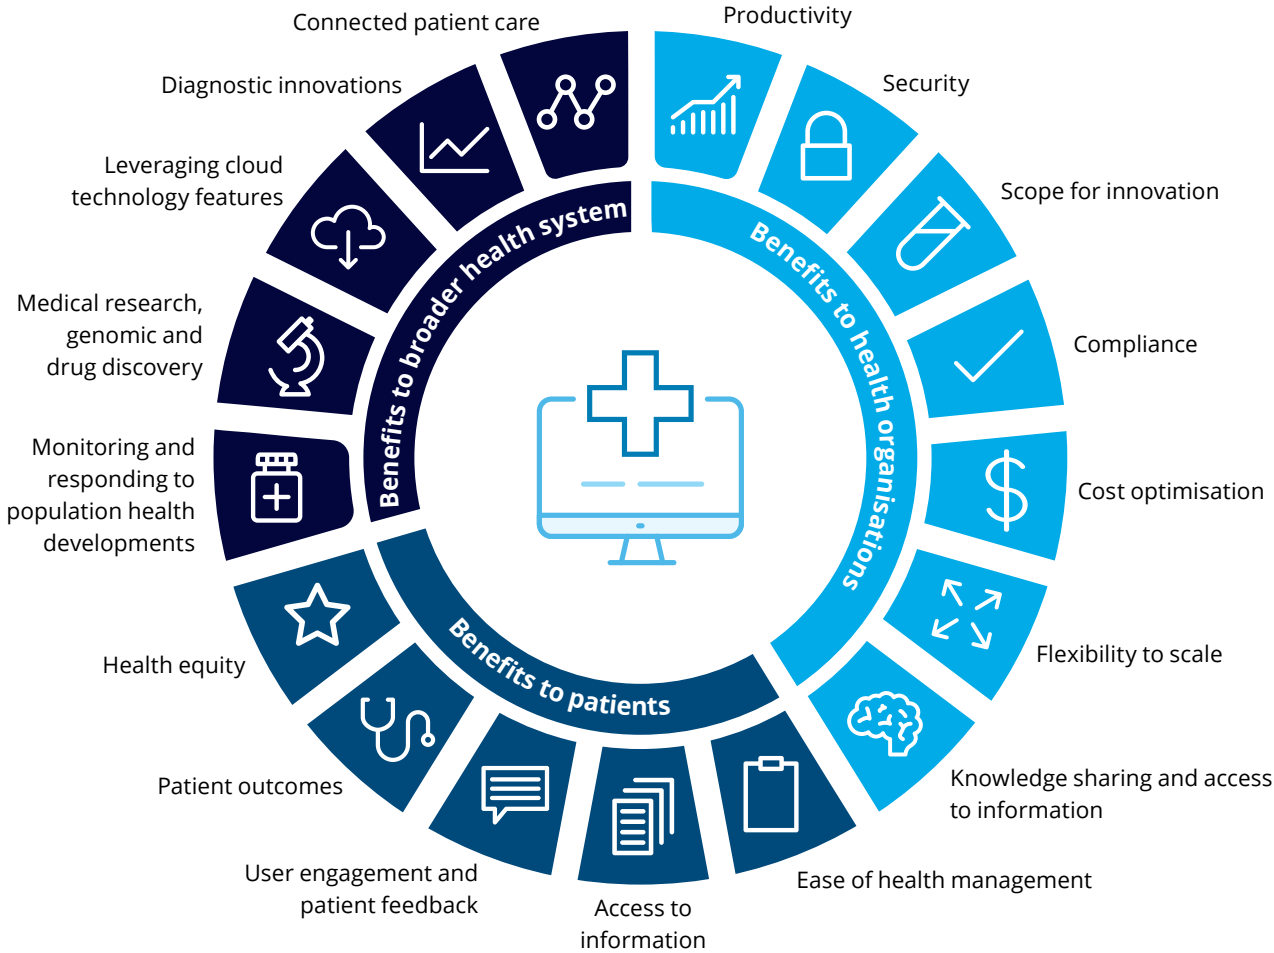 Connected patient care
Productivity
Diagnostic innovations
Security
Leveraging cloud
technology features
Scope for innovation
Medical research,
genomic and
drug discovery
Compliance
Monitoring and
responding to
population health
developments
Cost optimisation
Health equity
Flexibility to scale
Patient outcomes
Knowledge sharing and access
to information
User engagement and
patient feedback
Ease of health management
Access to
information
Benefits to broader health system
Benefits to health organisations
Benefits to patients
$